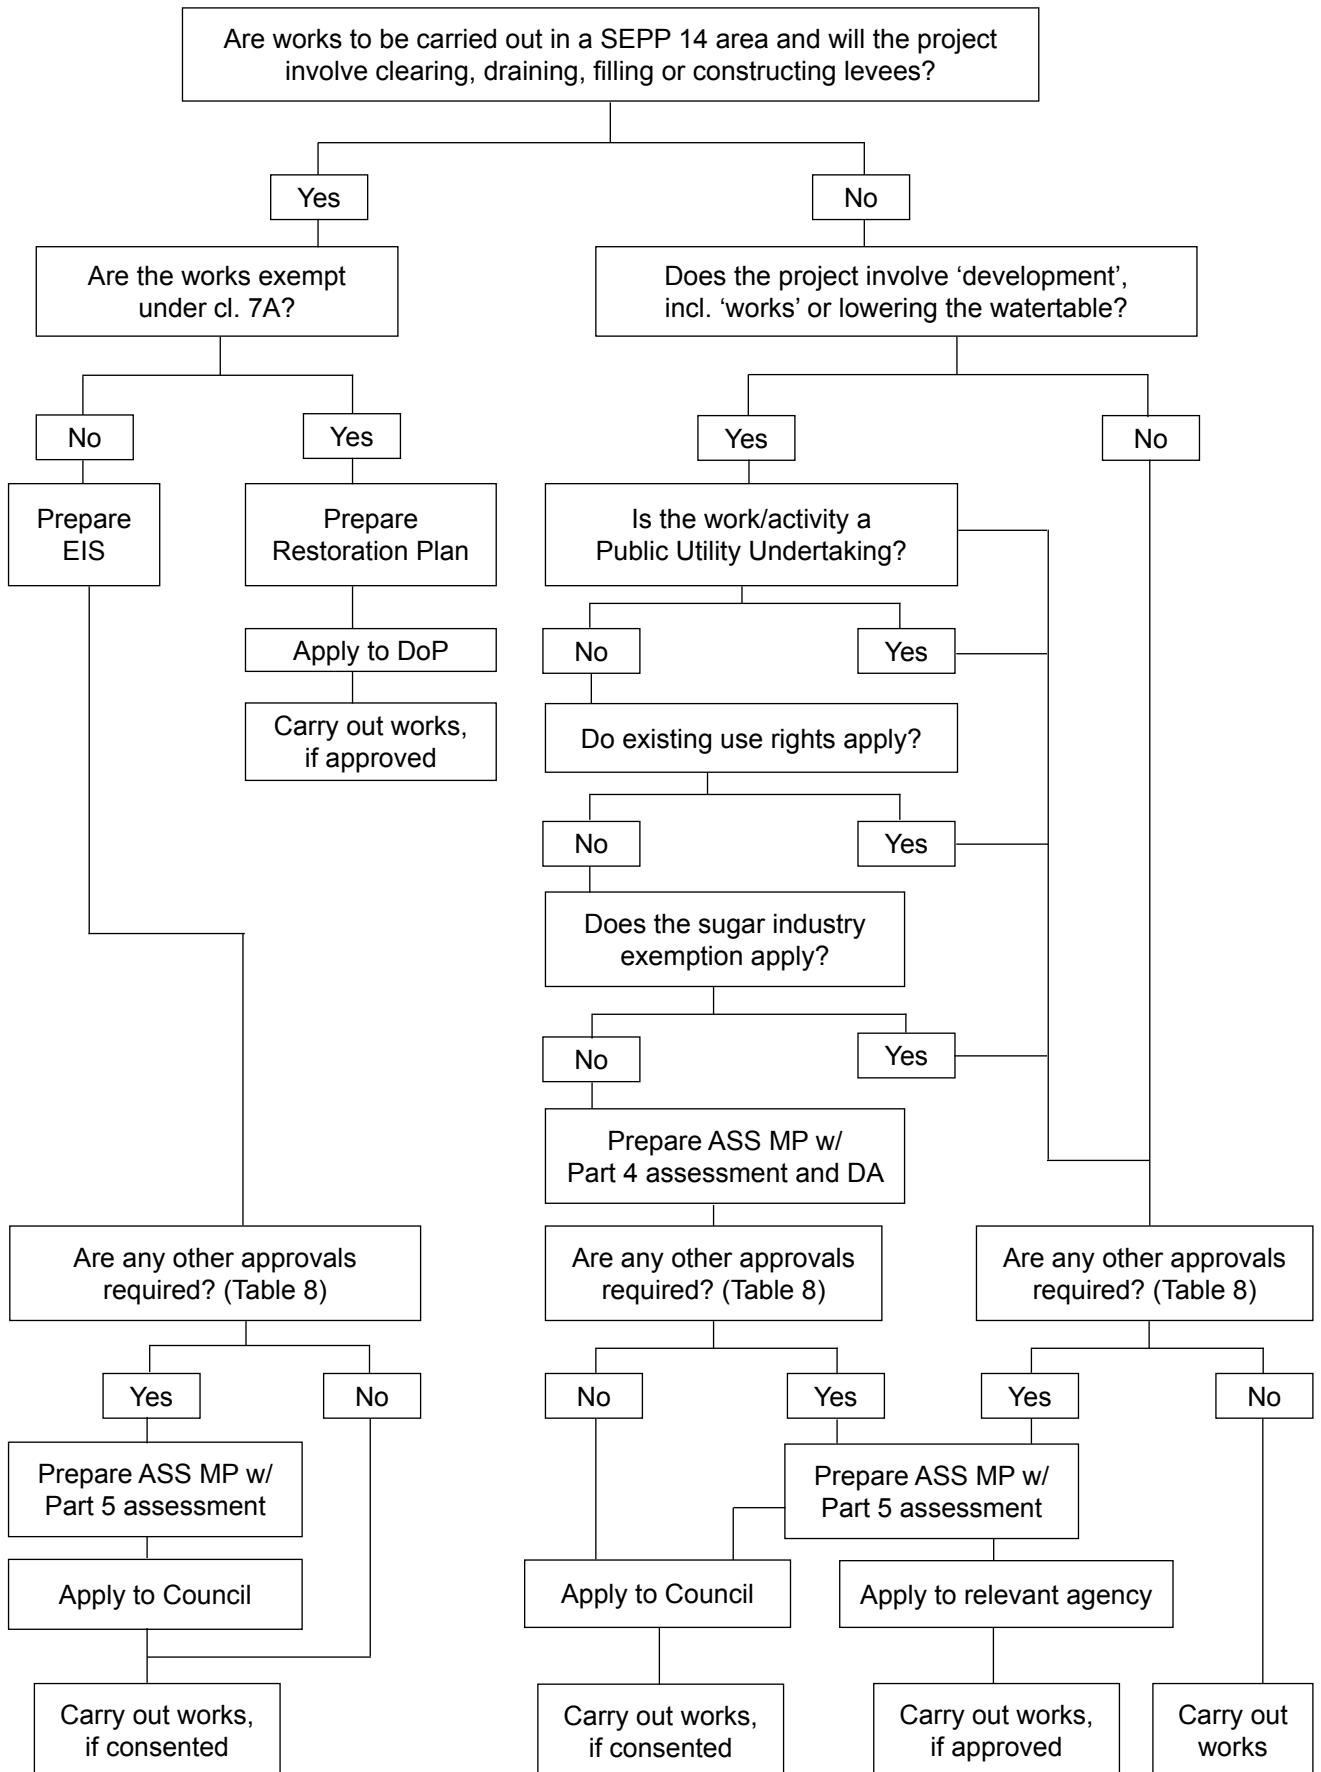 Are works to be carried out in a SEPP 14 area and will the project
involve clearing, draining, filling or constructing levees?
Yes
No
Are the works exempt
under cl. 7A?
Does the project involve ‘development’,
incl. ‘works’ or lowering the watertable?
No
Yes
Yes
No
Prepare
EIS
Prepare
Restoration Plan
Is the work/activity a
Public Utility Undertaking?
Apply to DoP
No
Yes
Carry out works,
if approved
Do existing use rights apply?
No
Yes
Does the sugar industry
exemption apply?
No
Yes
Prepare ASS MP w/
Part 4 assessment and DA
Are any other approvals
required? (Table 8)
Are any other approvals
required? (Table 8)
Are any other approvals
required? (Table 8)
Yes
No
No
Yes
Yes
No
Prepare ASS MP w/
Part 5 assessment
Prepare ASS MP w/
Part 5 assessment
Apply to Council
Apply to Council
Apply to relevant agency
Carry out works,
if consented
Carry out works,
if consented
Carry out works,
if approved
Carry out
works